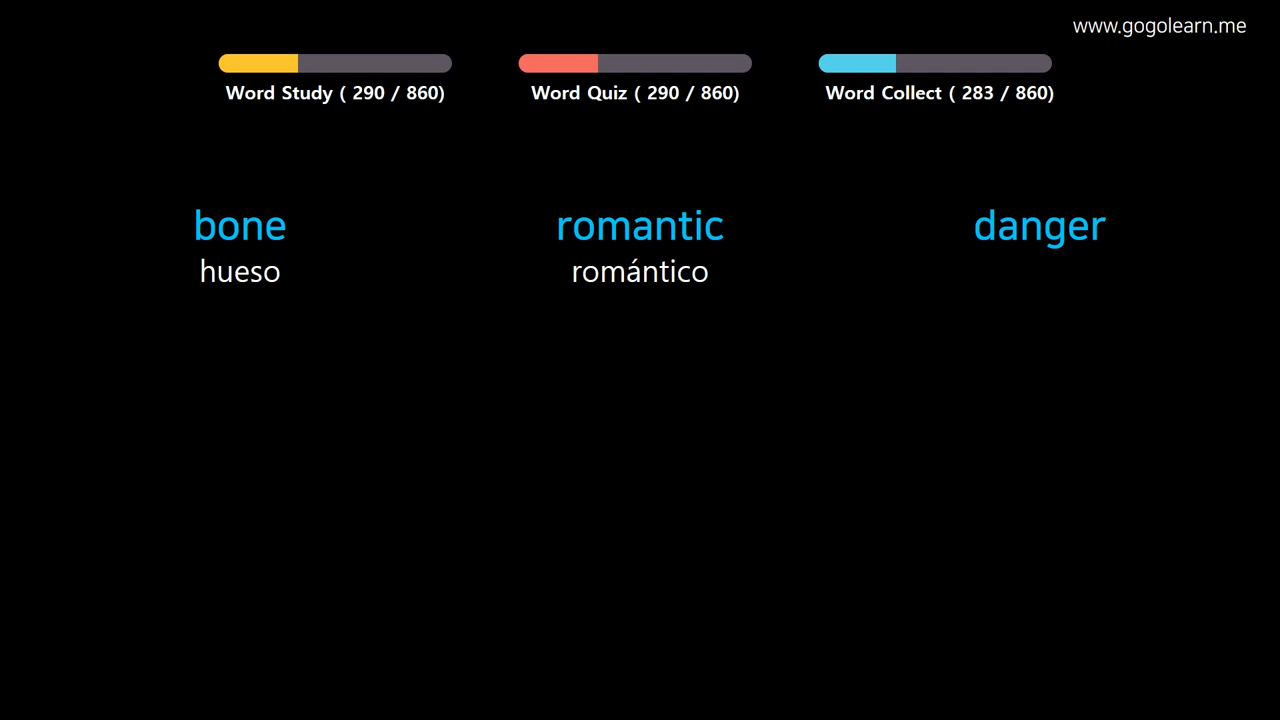 www.gogolearn.me
Word Study ( 290 / 860)
Word Quiz ( 290 / 860)
Word Collect ( 283 / 860)
bone
hueso
romantic
romántico
danger